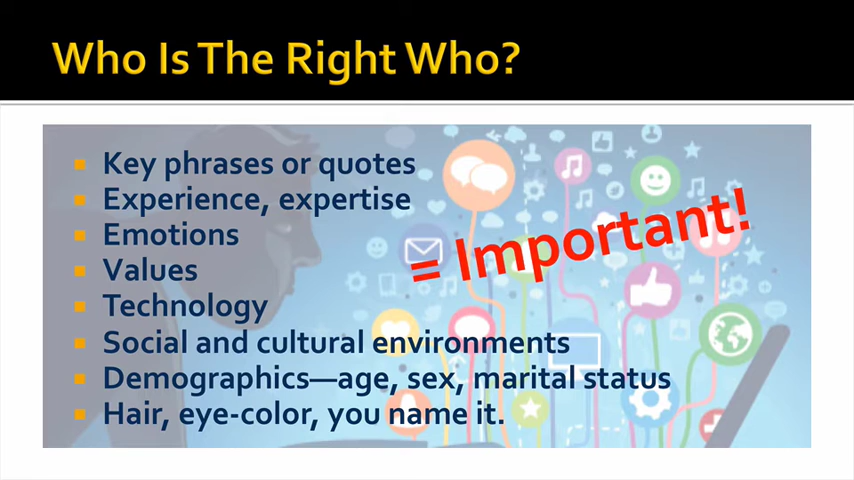 Who Is The Right Who?
Key phrases or quotes
Experience, expertise
Emotions
= Important!
Values
Technology
Social and cultural environments
Demographics—age, sex, marital status
Hair, eye-color, you name it.